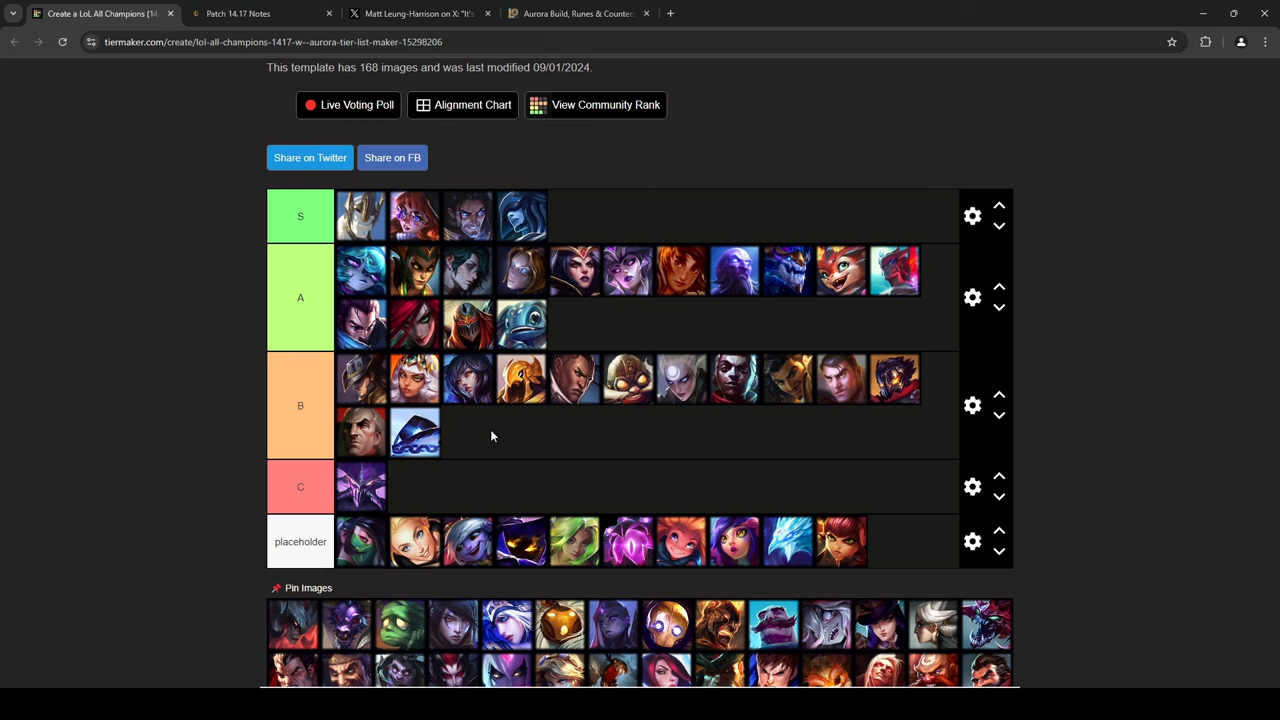 Create a LoL All Champions (14.
Patch 14.17 Notes
Matt Leung-Harrison on X: "It's
Aurora Build, Runes & Counters
tiermaker.com/create/lol-all-champions-1417-w--aurora-tier-list-maker-15298206
This template has 168 images and was last modified 09/01/2024.
Live Voting Poll
Alignment Chart
View Community Rank
Share on Twitter
Share on FB
S
A
B
C
placeholder
Pin Images